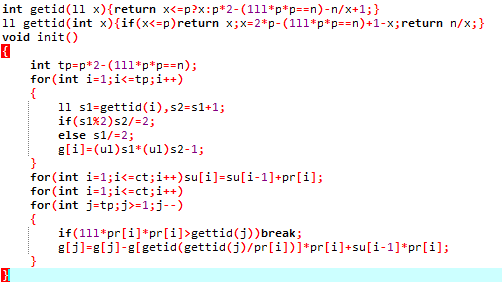 int getid(ll x){return x<=p?x:p*2-(1ll*p*p==n)-n/x+1;}
ll gettid(int x){if(x<=p)return x;x=2*p-(1ll*p*p==n)+1-x;return n/x;}
void init()
{
int tp=p*2-(1ll*p*p==n);
for(int i=1;i<=tp;i++)
{
ll s1=gettid(i),s2=s1+1;
if(s1%2)s2/=2;
else s1/=2;
g[i]=(ul)s1*(ul)s2-1;
}
for(int i=1;i<=ct;i++)su[i]=su[i-1]+pr[i];
for(int i=1;i<=ct;i++)
for(int j=tp;j>=1;j--)
{
if(1ll*pr[i]*pr[i]>gettid(j))break;
g[j]=g[j]-g[getid(gettid(j)/pr[i])]*pr[i]+su[i-1]*pr[i];
}
}